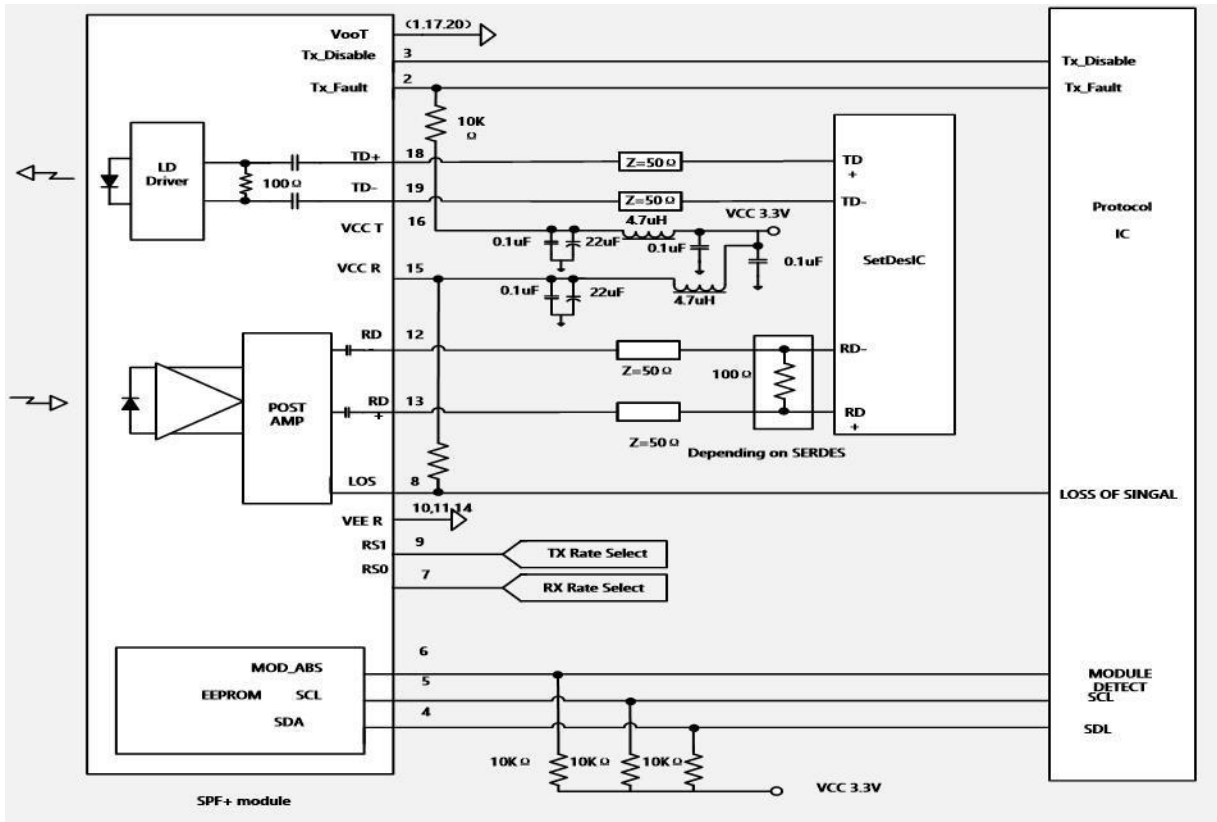 VooT
(1.17.20)
Tx_Disable
3
Tx_Disable
Tx_Fault
2
Tx_Fault
10K
Ω
LD
Driver
100Ω
TD+
18
Z=50Ω
TD
+
TD-
19
Z=50Ω
TD-
VCC T
16
4.7uH
VCC 3.3V
0.1uF
22uF
0.1uF
0.1uF
SetDesIC
Protocol
IC
VCC R
15
0.1uF
22uF
4.7uH
RD
-
12
Z=50Ω
RD-
100Ω
POST
AMP
RD
+
13
Z=50Ω
RD
+
Depending on SERDES
LOS
8
LOSS OF SINGAL
VEE R
10,11,14
RS1
9
TX Rate Select
RS0
7
RX Rate Select
MOD_ABS
6
MODULE
DETECT
EEPROM
SCL
5
SCL
SDA
4
SDL
10KΩ
10KΩ
10KΩ
VCC 3.3V
SPF+ module